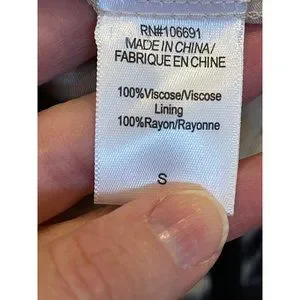 RN#106691
MADE IN CHINA/
FABRIQUE EN CHINE
100%Viscose/Viscose
Lining
100%Rayon/Rayonne
S